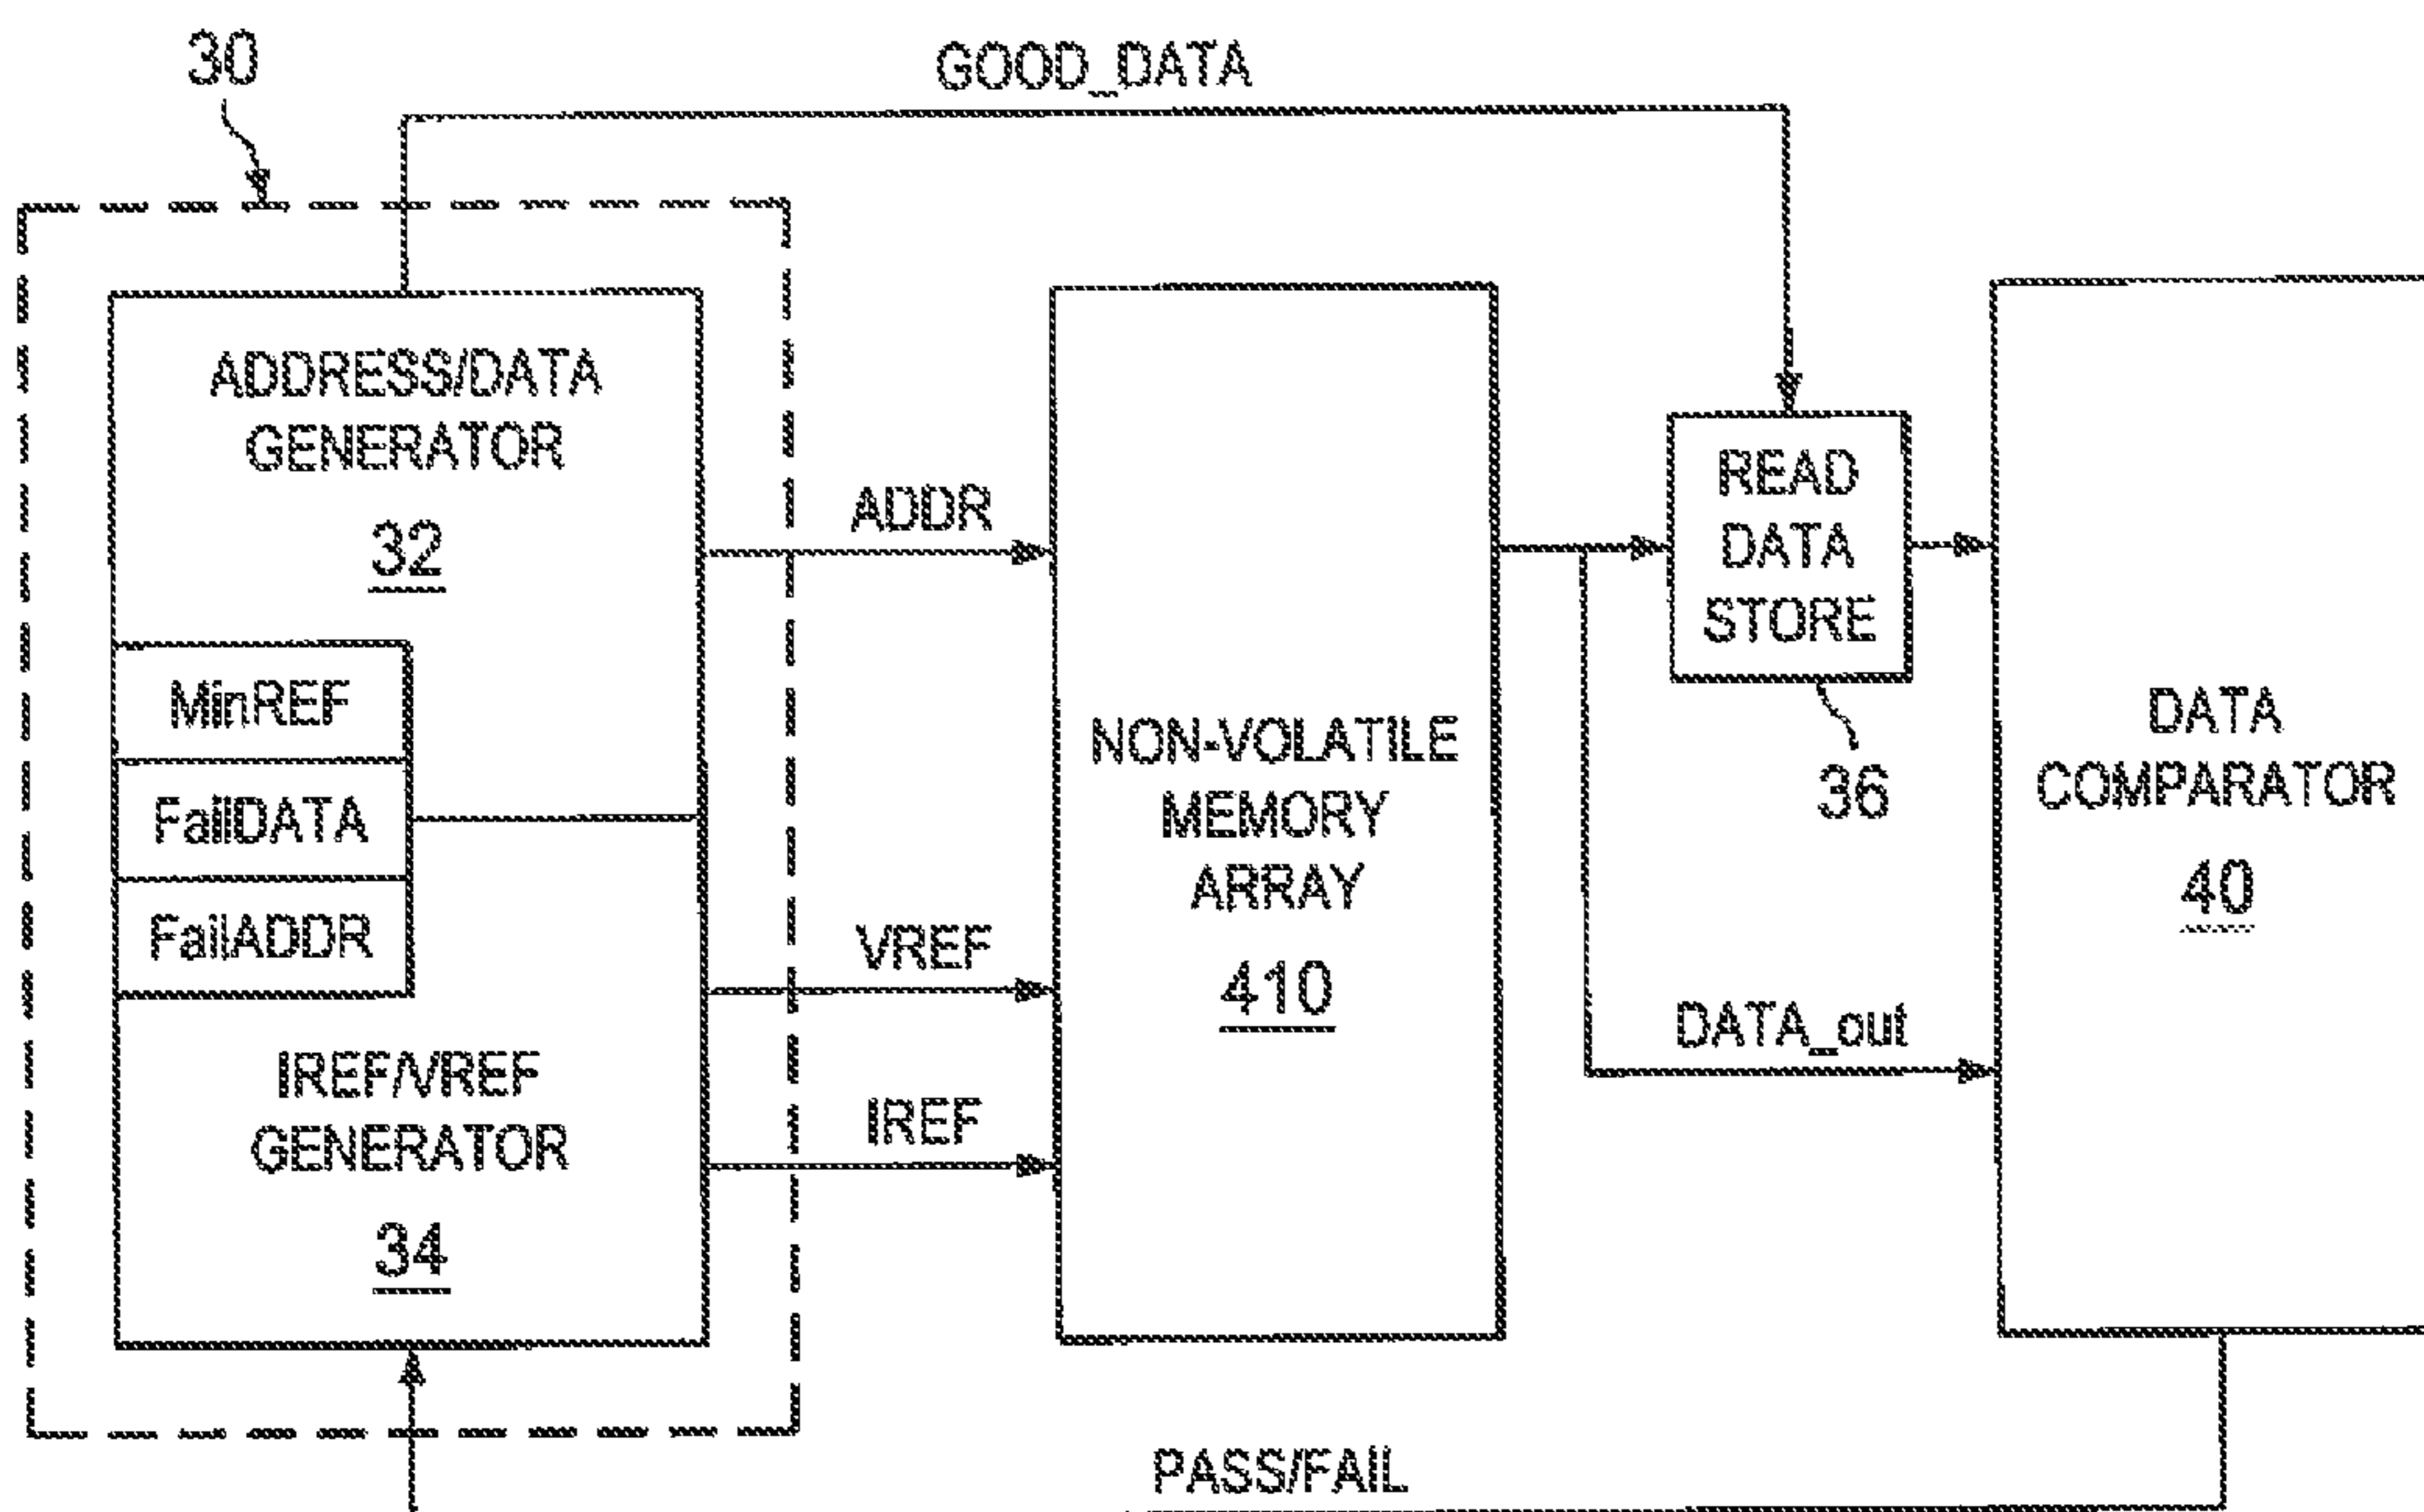 30
GOOD_DATA
ADDRESS/DATA
GENERATOR
32
MinREF
FailDATA
FailADDR
IREF/VREF
GENERATOR
34
ADDR
VREF
IREF
NON-VOLATILE
MEMORY
ARRAY
410
READ
DATA
STORE
36
DATA_out
DATA
COMPARATOR
40
PASS/FAIL